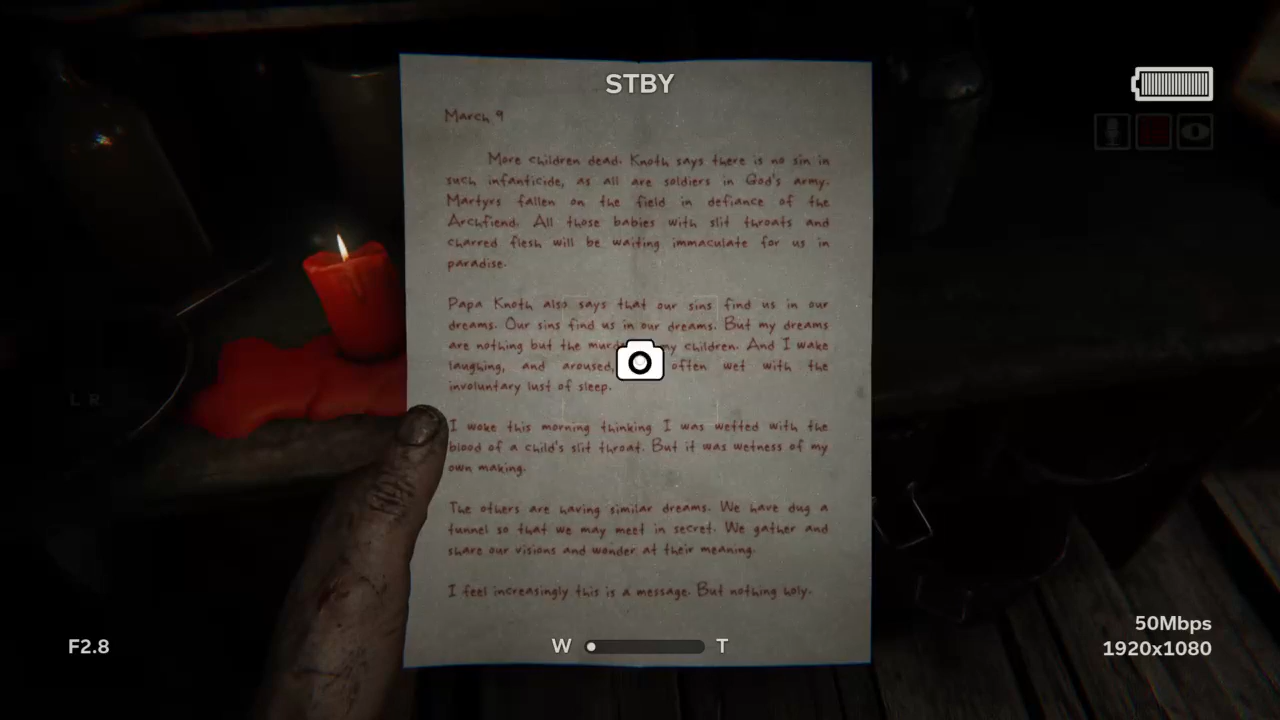 STBY
March 9
More children dead. Knoth says there is no sin in
such infanticide, as all are soldiers in God's army.
Martyrs fallen on the field in defiance of the
Archfiend. All those babies with slit throats and
charred flesh will be waiting immaculate for us in
paradise.
Papa Knoth also says that our sins find us in our
dreams. Our sins find us in our dreams. But my dreams
are nothing but the murd my children. And I wake
laughing, and aroused, often wet with the
involuntary lust of sleep.
I woke this morning thinking I was wetted with the
blood of a child's slit throat. But it was wetness of my
own making.
The others are having similar dreams. We have dug a
tunnel so that we may meet in secret. We gather and
share our visions and wonder at their meaning.
I feel increasingly this is a message. But nothing holy.
L R
F2.8
W T
50Mbps
1920x1080